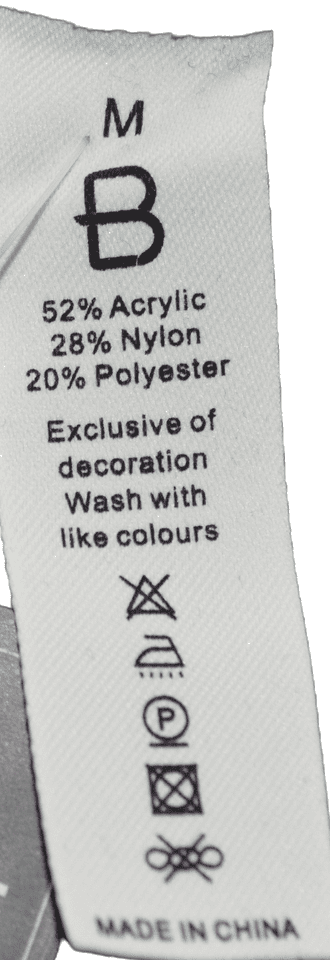 M
B
52% Acrylic
28% Nylon
20% Polyester
Exclusive of
decoration
Wash with
like colours
P
MADE IN CHINA